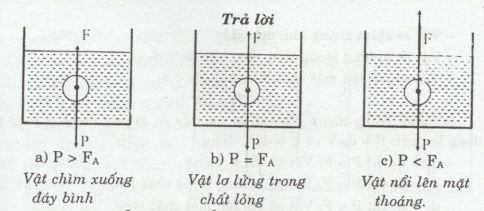 Trả lời
F F F
P P P
a) P > FA b) P = FA c) P < FA
Vật chìm xuống Vật lơ lửng trong Vật nổi lên mặt
đáy bình chất lỏng thoáng.